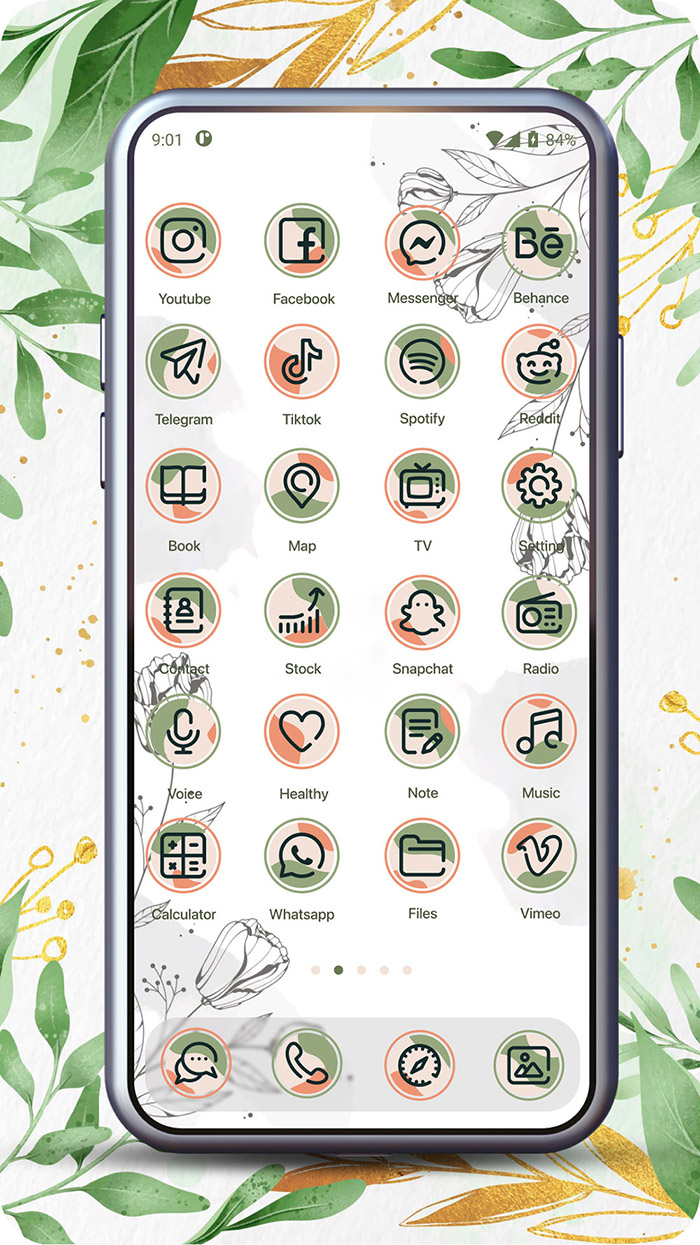 9:01 84%
Youtube Facebook Messenger Behance
Bē
Telegram Tiktok Spotify Reddit
Book Map TV Setting
Contact Stock Snapchat Radio
Voice Healthy Note Music
Calculator Whatsapp Files Vimeo